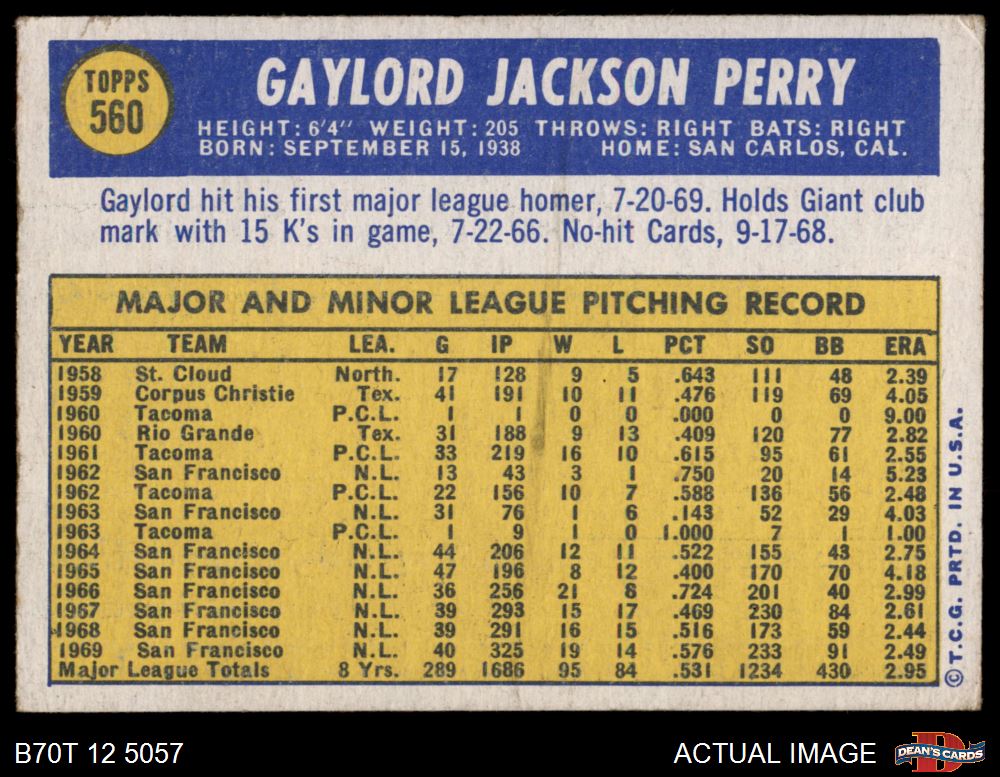 TOPPS
560
GAYLORD JACKSON PERRY
HEIGHT: 6'4" WEIGHT: 205 THROWS: RIGHT BATS: RIGHT
BORN: SEPTEMBER 15, 1938 HOME: SAN CARLOS, CAL.
Gaylord hit his first major league homer, 7-20-69. Holds Giant club
mark with 15 K's in game, 7-22-66. No-hit Cards, 9-17-68.
MAJOR AND MINOR LEAGUE PITCHING RECORD
YEAR TEAM LEA. G IP W L PCT SO BB ERA
1958 St. Cloud North. 17 128 9 5 .643 111 48 2.39
1959 Corpus Christie Tex. 41 191 10 11 .476 119 69 4.05
1960 Tacoma P.C.L. 1 1 0 0 .000 0 0 9.00
1960 Rio Grande Tex. 31 188 9 13 .409 120 77 2.82
1961 Tacoma P.C.L. 33 219 16 10 .615 95 61 2.55
1962 San Francisco N.L. 13 43 3 1 .750 20 14 5.23
1962 Tacoma P.C.L. 22 156 10 7 .588 136 56 2.48
1963 San Francisco N.L. 31 76 1 6 .143 52 29 4.03
1963 Tacoma P.C.L. 1 9 1 0 1.000 7 1 1.00
1964 San Francisco N.L. 44 206 12 11 .522 155 43 2.75
1965 San Francisco N.L. 47 196 8 12 .400 170 70 4.18
1966 San Francisco N.L. 36 256 21 8 .724 201 40 2.99
1967 San Francisco N.L. 39 293 15 17 .469 230 84 2.61
1968 San Francisco N.L. 39 291 16 15 .516 173 59 2.44
1969 San Francisco N.L. 40 325 19 14 .576 233 91 2.49
Major League Totals 8 Yrs. 289 1686 95 84 .531 1234 430 2.95
©T.C.G. PRTD. IN U.S.A.
B70T 12 5057
ACTUAL IMAGE
D
DEAN'S CARDS